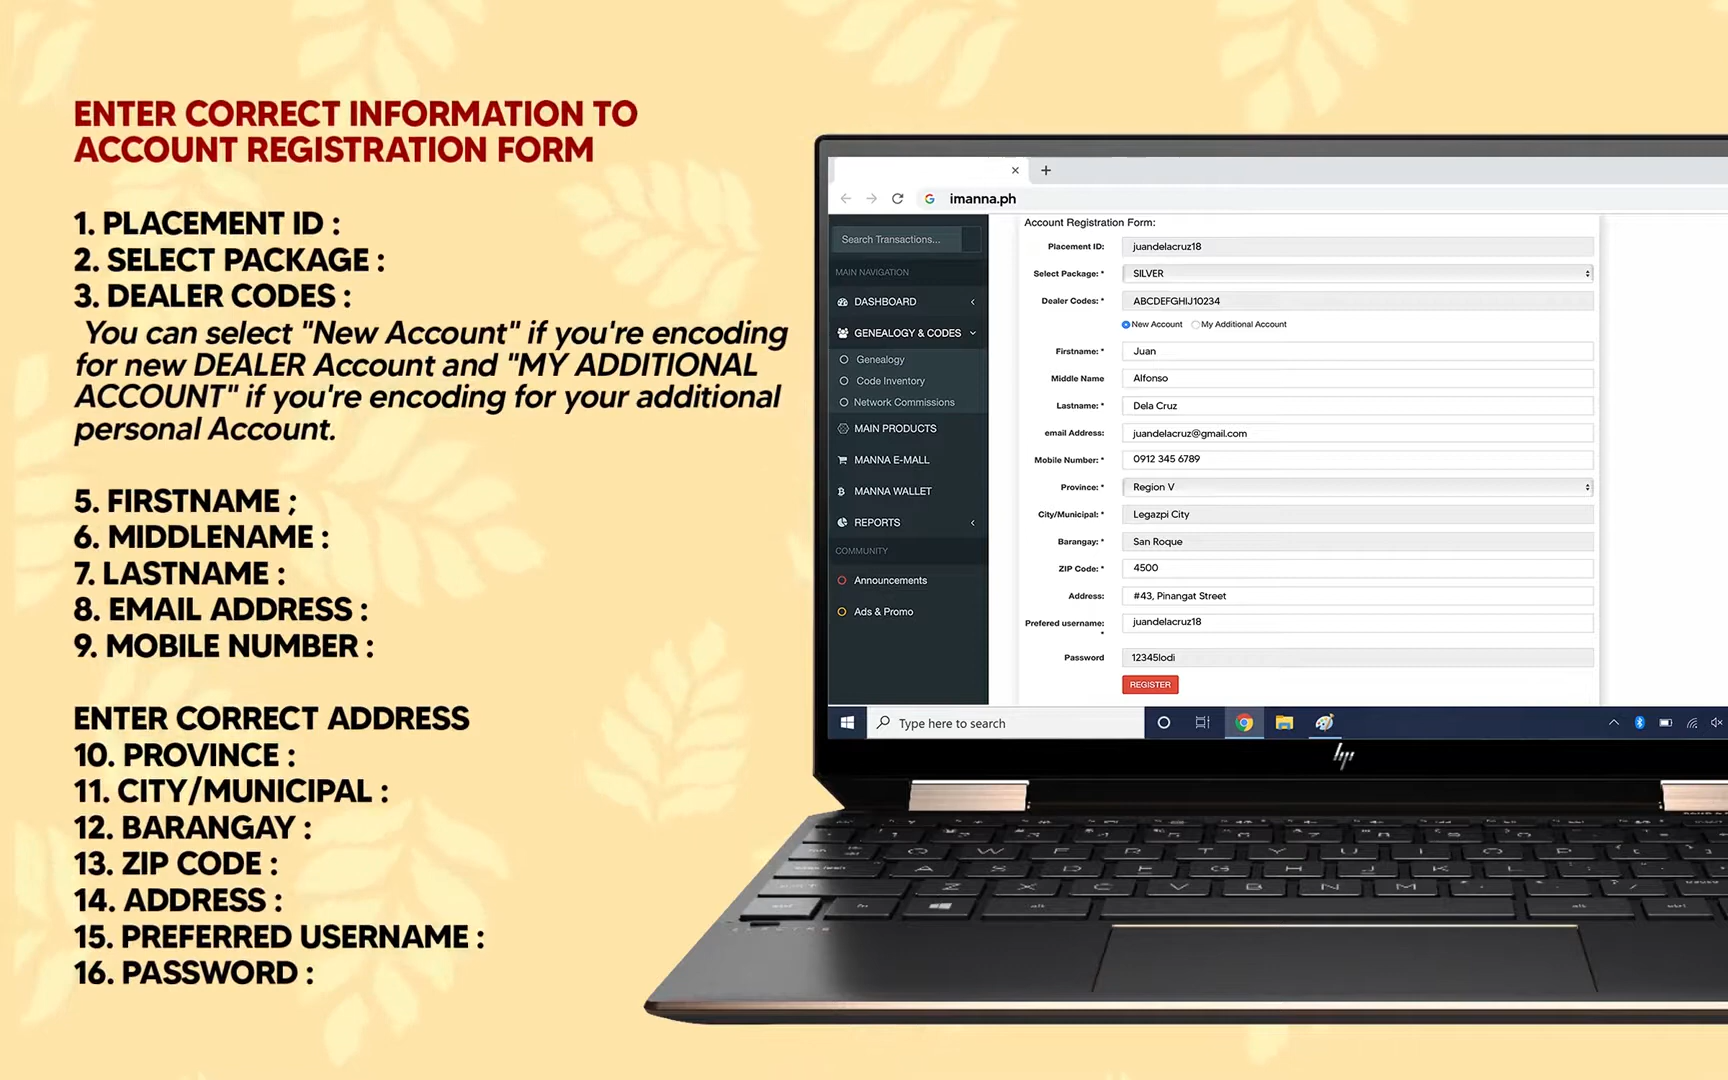 ENTER CORRECT INFORMATION TO
ACCOUNT REGISTRATION FORM
1. PLACEMENT ID :
2. SELECT PACKAGE :
3. DEALER CODES :
You can select "New Account" if you're encoding
for new DEALER Account and "MY ADDITIONAL
ACCOUNT" if you're encoding for your additional
personal Account.
5. FIRSTNAME ;
6. MIDDLENAME :
7. LASTNAME :
8. EMAIL ADDRESS :
9. MOBILE NUMBER :
ENTER CORRECT ADDRESS
10. PROVINCE :
11. CITY/MUNICIPAL :
12. BARANGAY :
13. ZIP CODE :
14. ADDRESS :
15. PREFERRED USERNAME :
16. PASSWORD :
imanna.ph
Search Transactions...
MAIN NAVIGATION
DASHBOARD
GENEALOGY & CODES
Genealogy
Code Inventory
Network Commissions
MAIN PRODUCTS
MANNA E-MALL
MANNA WALLET
REPORTS
COMMUNITY
Announcements
Ads & Promo
Account Registration Form:
Placement ID: juandelacruz18
Select Package: * SILVER
Dealer Codes: * ABCDEFGHIJ10234
New Account My Additional Account
Firstname: * Juan
Middle Name Alfonso
Lastname: * Dela Cruz
email Address: juandelacruz@gmail.com
Mobile Number: * 0912 345 6789
Province: * Region V
City/Municipal: * Legazpi City
Barangay: * San Roque
ZIP Code: * 4500
Address: #43, Pinangat Street
Prefered username: * juandelacruz18
Password 12345lodi
REGISTER
Type here to search
hp
Q W E R T Y U I O P
A S D F G H J K L
Z X C V B N M